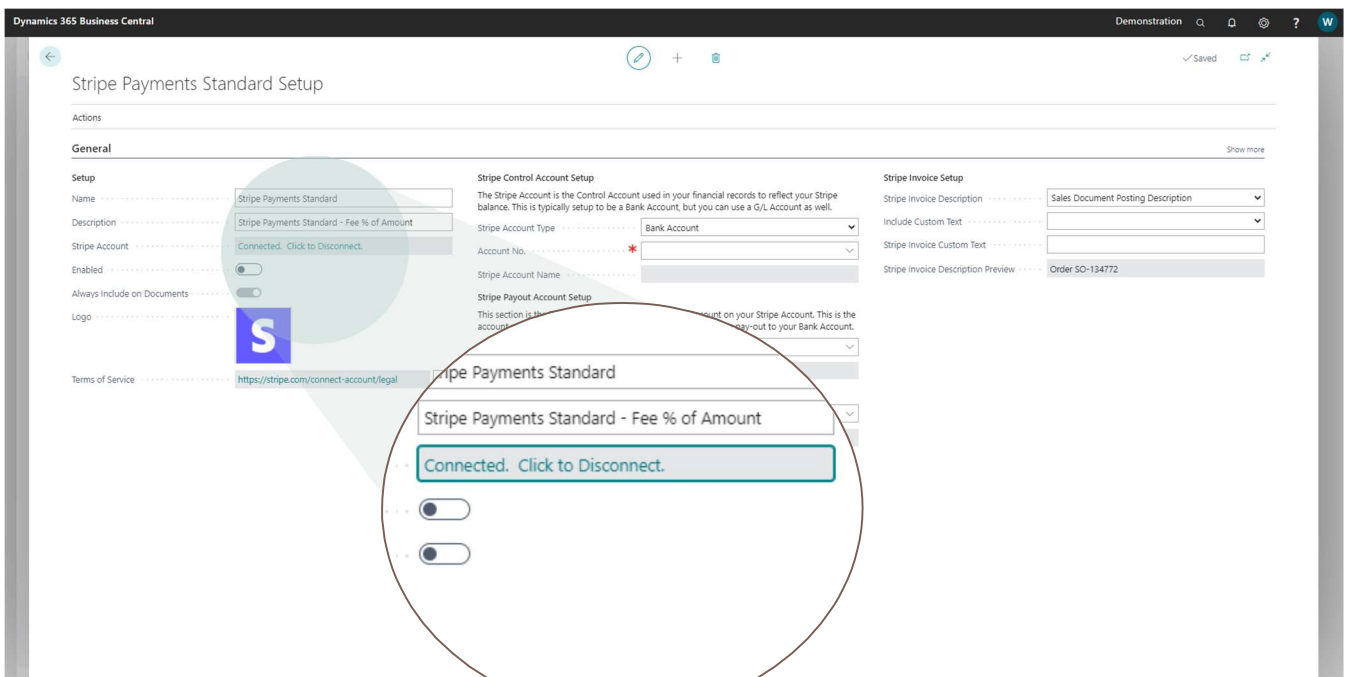 Dynamics 365 Business Central
Demonstration
?
W
Saved
Stripe Payments Standard Setup
Actions
General
Show more
Setup
Name
Stripe Payments Standard
Description
Stripe Payments Standard - Fee % of Amount
Stripe Account
Connected. Click to Disconnect.
Enabled
Always Include on Documents
Logo
S
Terms of Service
https://stripe.com/connect-account/legal
Stripe Control Account Setup
The Stripe Account is the Control Account used in your financial records to reflect your Stripe
balance. This is typically setup to be a Bank Account, but you can use a G/L Account as well.
Stripe Account Type
Bank Account
Account No.
*
Stripe Account Name
Stripe Payout Account Setup
This section is on your Stripe Account. This is the
account pay-out to your Bank Account.
Stripe Invoice Setup
Stripe Invoice Description
Sales Document Posting Description
Include Custom Text
Stripe Invoice Custom Text
Stripe Invoice Description Preview
Order SO-134772
ripe Payments Standard
Stripe Payments Standard - Fee % of Amount
Connected. Click to Disconnect.